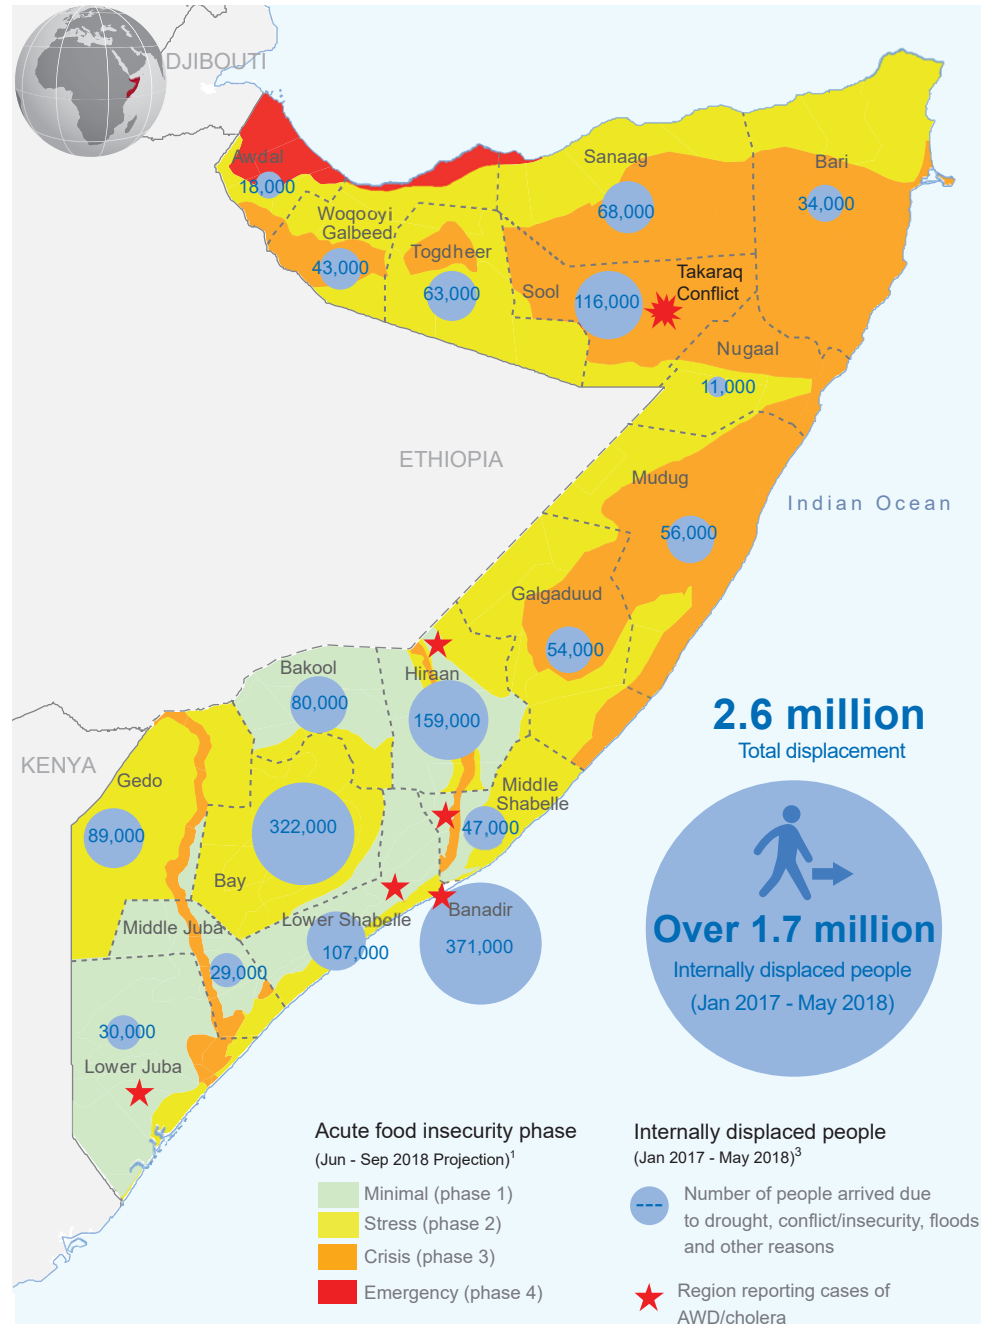 DJIBOUTI
Awdal
18,000
Sanaag
68,000
Bari
34,000
Woqooyi
Galbeed
43,000
Togdheer
63,000
Sool
116,000
Takaraq
Conflict
Nugaal
11,000
ETHIOPIA
Mudug
56,000
Indian Ocean
Galgaduud
54,000
Bakool
80,000
Hiraan
159,000
2.6 million
Total displacement
KENYA
Gedo
89,000
322,000
Bay
Middle
Shabelle
47,000
Over 1.7 million
Internally displaced people
(Jan 2017 - May 2018)
Middle Juba
29,000
Lower Shabelle
107,000
Banadir
371,000
30,000
Lower Juba
Acute food insecurity phase
(Jun - Sep 2018 Projection)1
Minimal (phase 1)
Stress (phase 2)
Crisis (phase 3)
Emergency (phase 4)
Internally displaced people
(Jan 2017 - May 2018)3
Number of people arrived due
to drought, conflict/insecurity, floods
and other reasons
Region reporting cases of
AWD/cholera